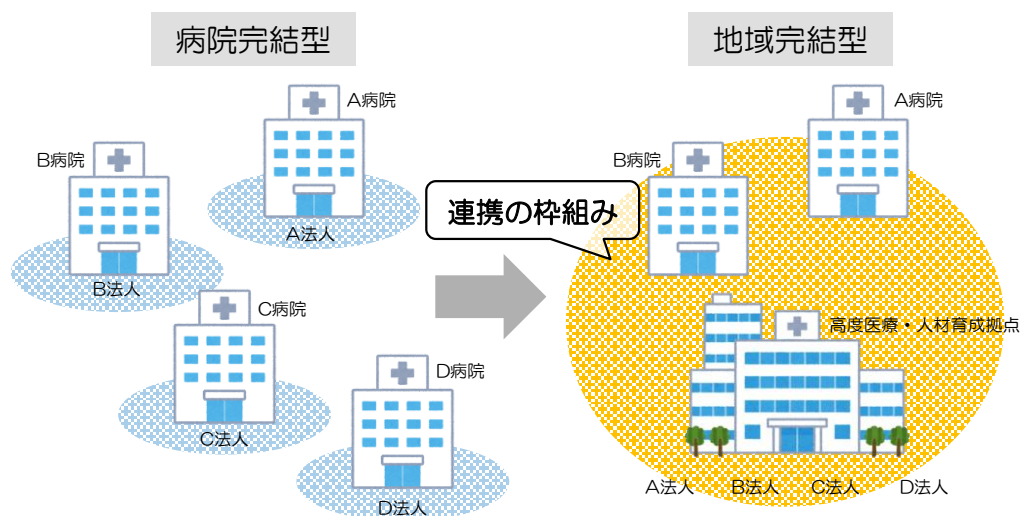 病院完結型
A病院
B病院
A法人
B法人
C病院
C法人
D病院
D法人
連携の枠組み
地域完結型
A病院
B病院
高度医療・人材育成拠点
A法人 B法人 C法人 D法人